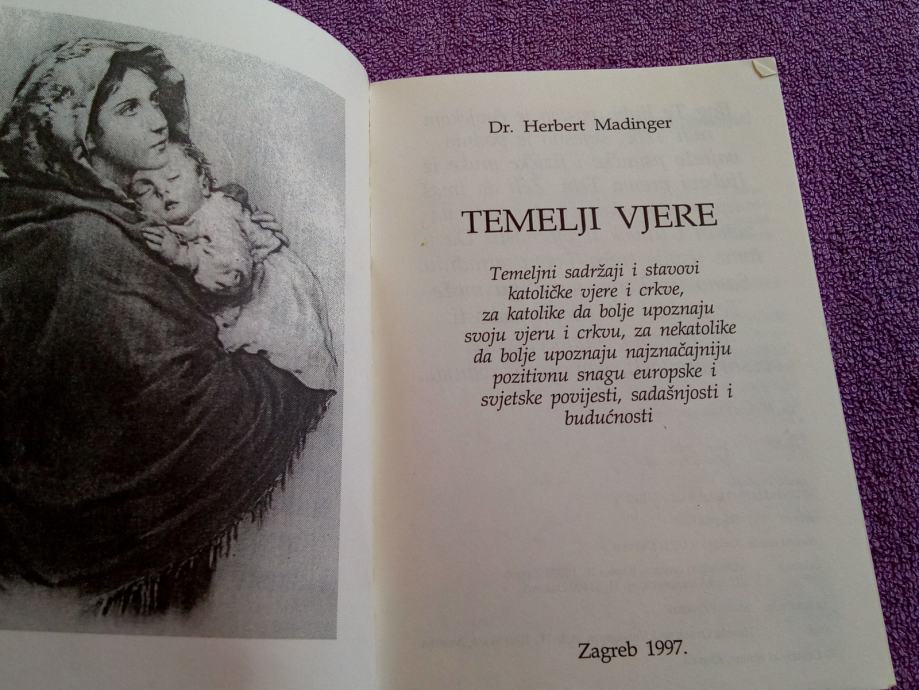 Dr. Herbert Madinger
TEMELJI VJERE
Temeljni sadržaji i stavovi
katoličke vjere i crkve,
za katolike da bolje upoznaju
svoju vjeru i crkvu, za nekatolike
da bolje upoznaju najznačajniju
pozitivnu snagu europske i
svjetske povijesti, sadašnjosti i
budućnosti
Zagreb 1997.